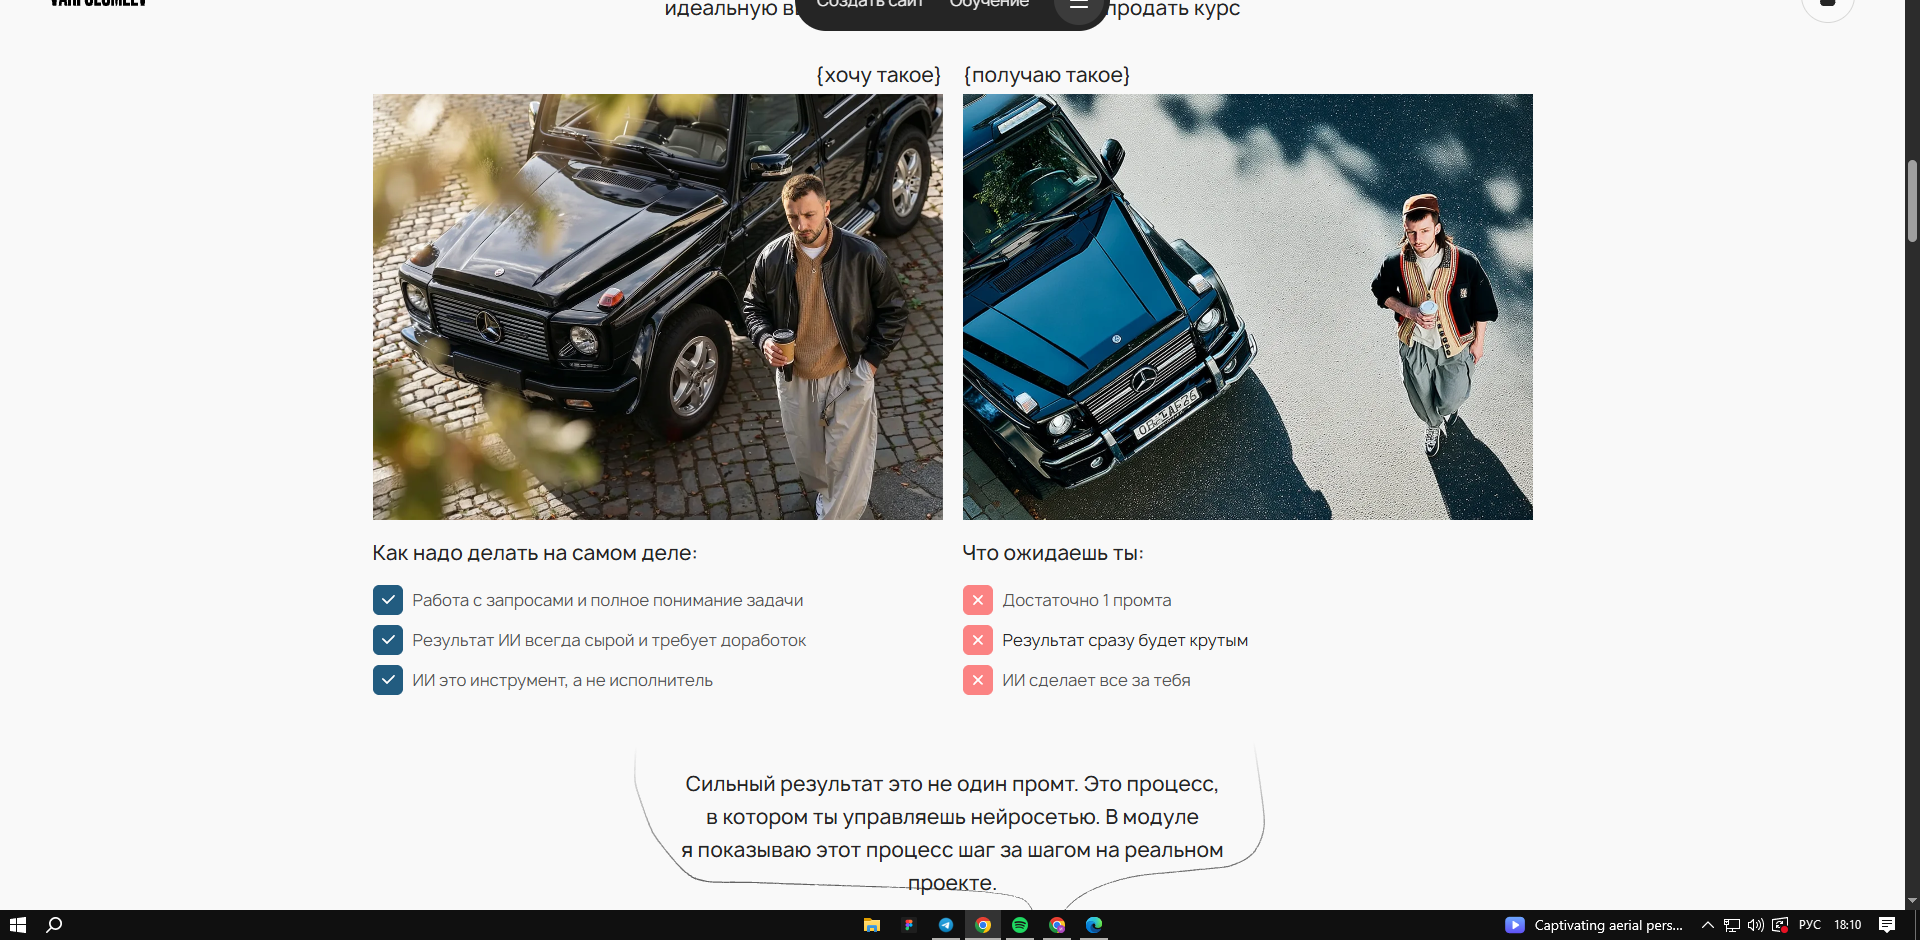 VARFOLOMEEV
идеальную в
Создать сайт
Обучение
продать курс
{хочу такое}
{получаю такое}
Как надо делать на самом деле:
Работа с запросами и полное понимание задачи
Результат ИИ всегда сырой и требует доработок
ИИ это инструмент, а не исполнитель
Что ожидаешь ты:
Достаточно 1 промта
Результат сразу будет крутым
ИИ сделает все за тебя
Сильный результат это не один промт. Это процесс,
в котором ты управляешь нейросетью. В модуле
я показываю этот процесс шаг за шагом на реальном
проекте.
Captivating aerial pers...
РУС
18:10